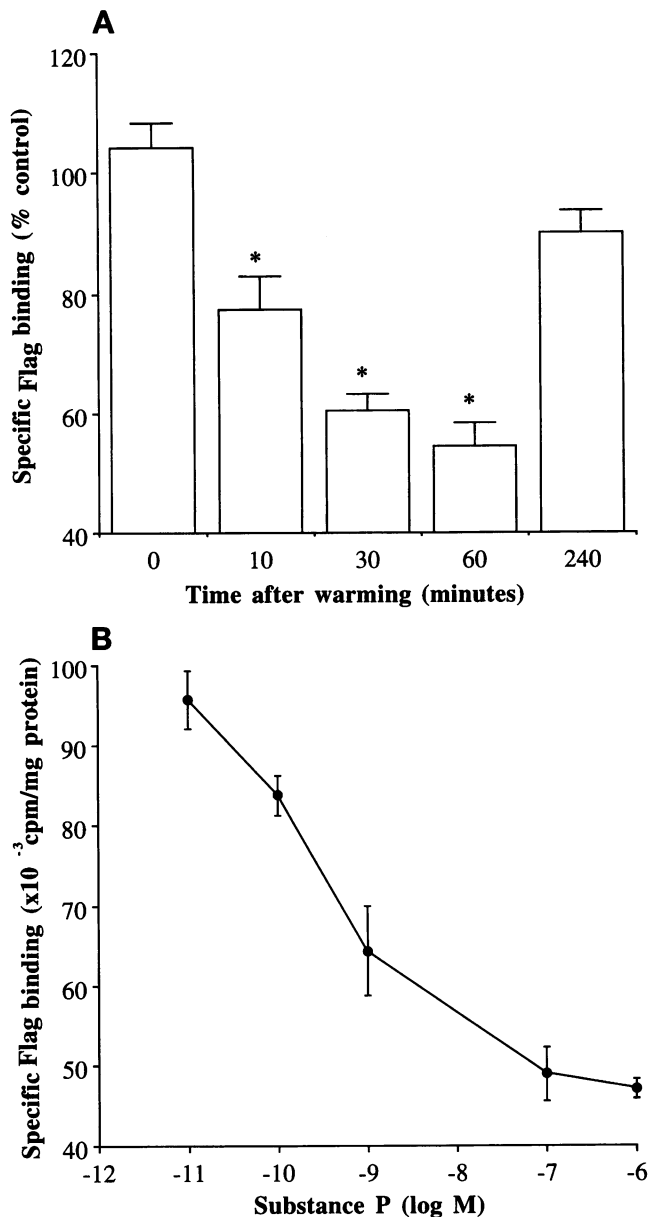 A
120
100
80
60
40
Specific Flag binding (% control)
*
*
*
0 10 30 60 240
Time after warming (minutes)
B
100
90
80
70
60
50
40
Specific Flag binding (x10 -3 cpm/mg protein)
-12 -11 -10 -9 -8 -7 -6
Substance P (log M)